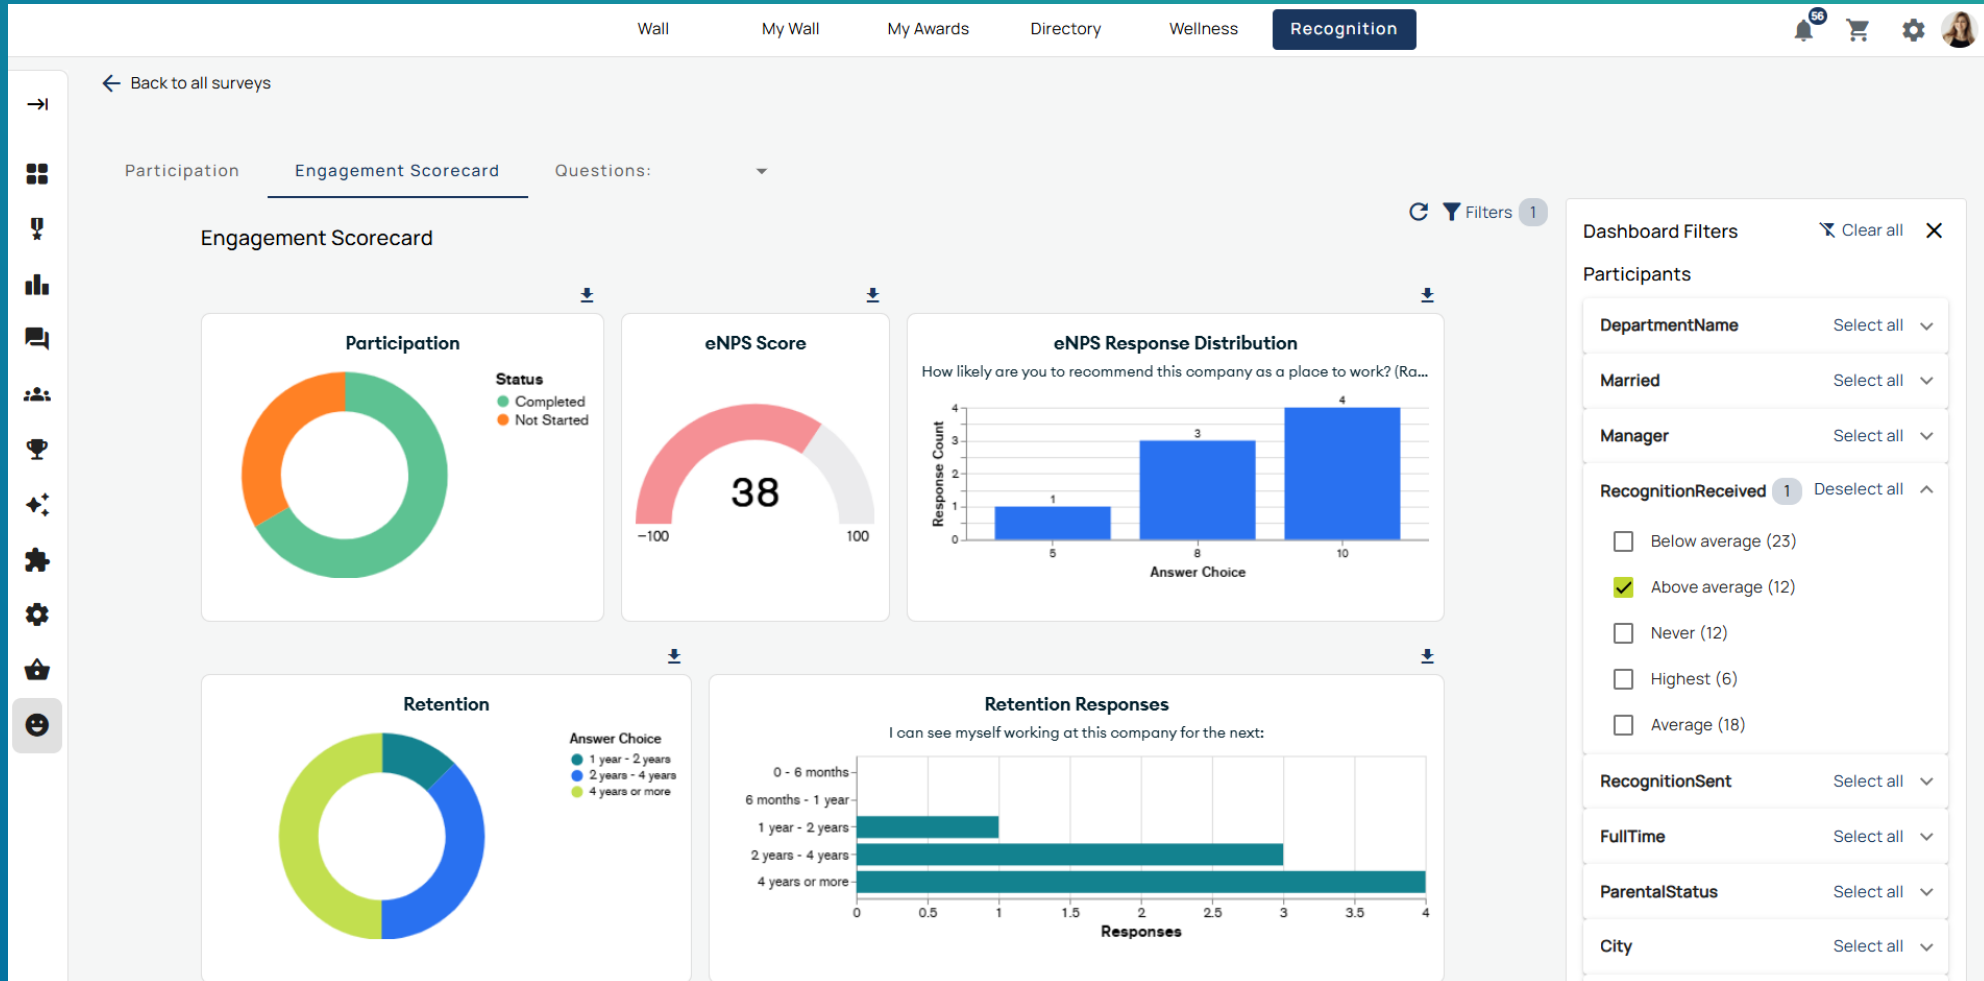 Wall My Wall My Awards Directory Wellness Recognition 56
Back to all surveys
Participation Engagement Scorecard Questions:
Filters 1
Engagement Scorecard
Participation
Status
Completed
Not Started
eNPS Score
38
−100 100
eNPS Response Distribution
How likely are you to recommend this company as a place to work? (Ra...
Response Count
4
3
2
1
0
1
3
4
5 8 10
Answer Choice
Retention
Answer Choice
1 year - 2 years
2 years - 4 years
4 years or more
Retention Responses
I can see myself working at this company for the next:
0 - 6 months
6 months - 1 year
1 year - 2 years
2 years - 4 years
4 years or more
0 0.5 1 1.5 2 2.5 3 3.5 4
Responses
Dashboard Filters Clear all
Participants
DepartmentName Select all
Married Select all
Manager Select all
RecognitionReceived 1 Deselect all
Below average (23)
Above average (12)
Never (12)
Highest (6)
Average (18)
RecognitionSent Select all
FullTime Select all
ParentalStatus Select all
City Select all